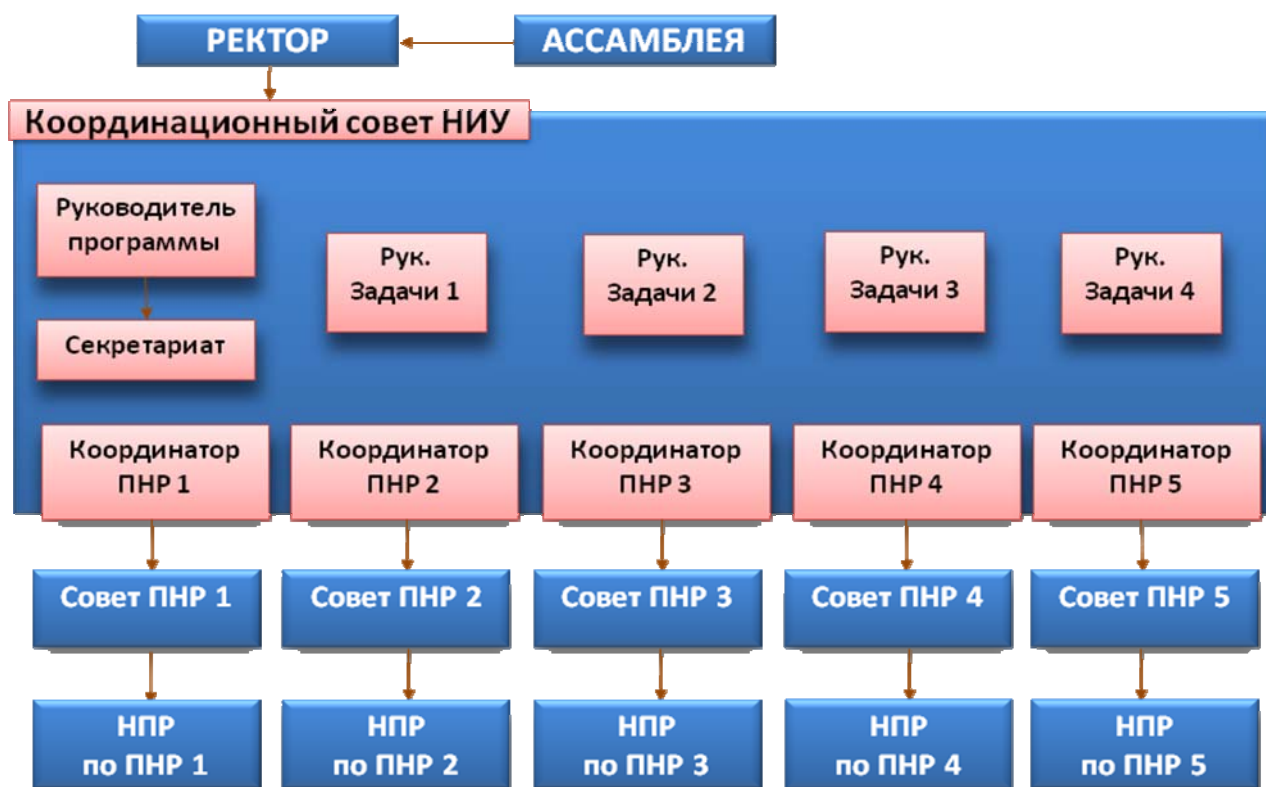 РЕКТОР
АССАМБЛЕЯ
Координационный совет НИУ
Руководитель
программы
Секретариат
Рук.
Задачи 1
Рук.
Задачи 2
Рук.
Задачи 3
Рук.
Задачи 4
Координатор
ПНР 1
Координатор
ПНР 2
Координатор
ПНР 3
Координатор
ПНР 4
Координатор
ПНР 5
Совет ПНР 1
Совет ПНР 2
Совет ПНР 3
Совет ПНР 4
Совет ПНР 5
НПР
по ПНР 1
НПР
по ПНР 2
НПР
по ПНР 3
НПР
по ПНР 4
НПР
по ПНР 5